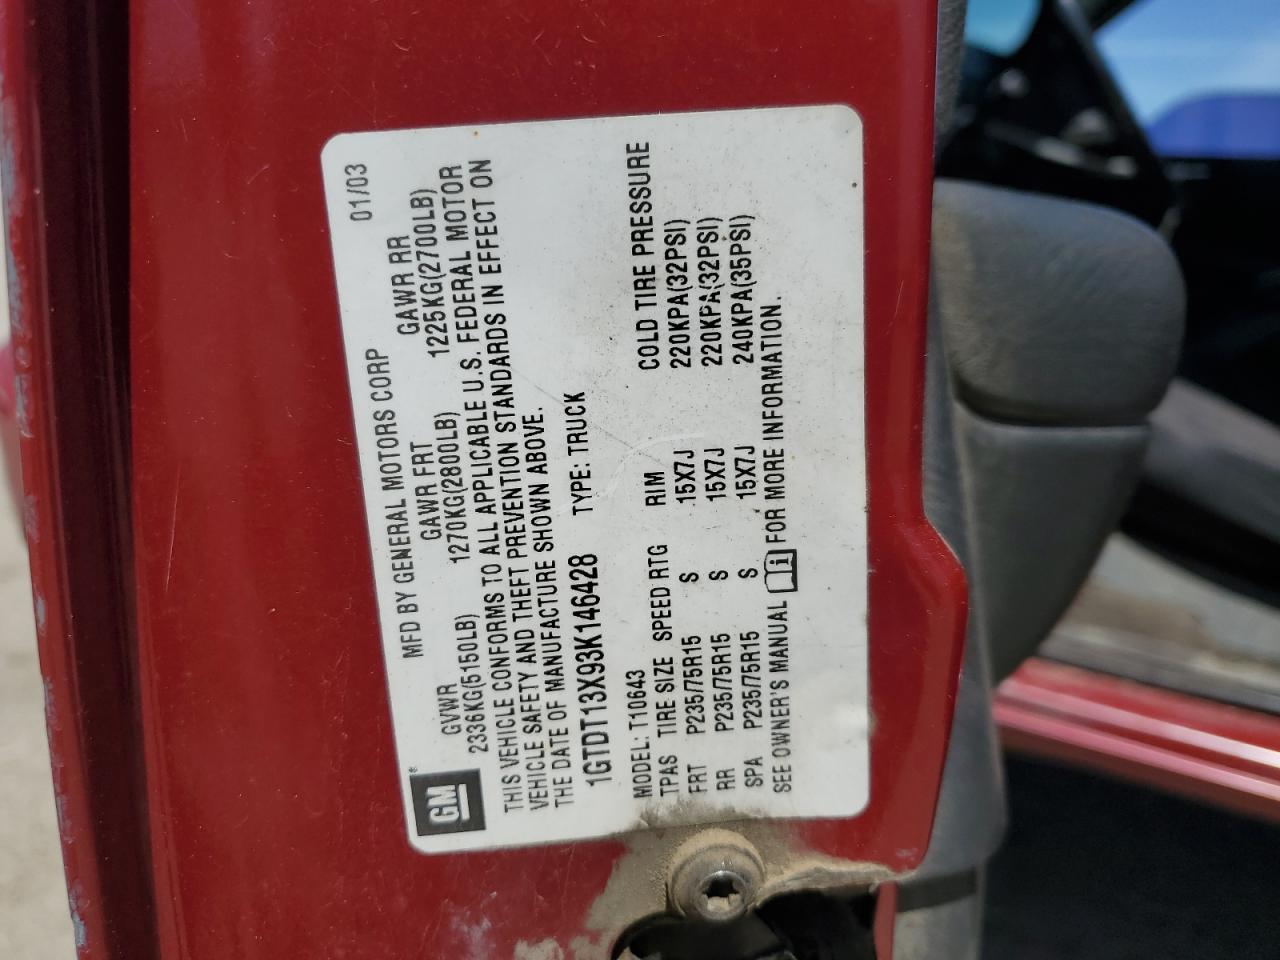 MFD BY GENERAL MOTORS CORP 01/03
GVWR GAWR FRT GAWR RR
2336KG(5150LB) 1270KG(2800LB) 1225KG(2700LB)
GM
THIS VEHICLE CONFORMS TO ALL APPLICABLE U.S. FEDERAL MOTOR
VEHICLE SAFETY AND THEFT PREVENTION STANDARDS IN EFFECT ON
THE DATE OF MANUFACTURE SHOWN ABOVE.
1GTDT13X93K146428 TYPE: TRUCK
MODEL: T10643
TPAS TIRE SIZE SPEED RTG RIM COLD TIRE PRESSURE
FRT P235/75R15 S 15X7J 220KPA(32PSI)
RR P235/75R15 S 15X7J 220KPA(32PSI)
SPA P235/75R15 S 15X7J 240KPA(35PSI)
SEE OWNER'S MANUAL i FOR MORE INFORMATION.